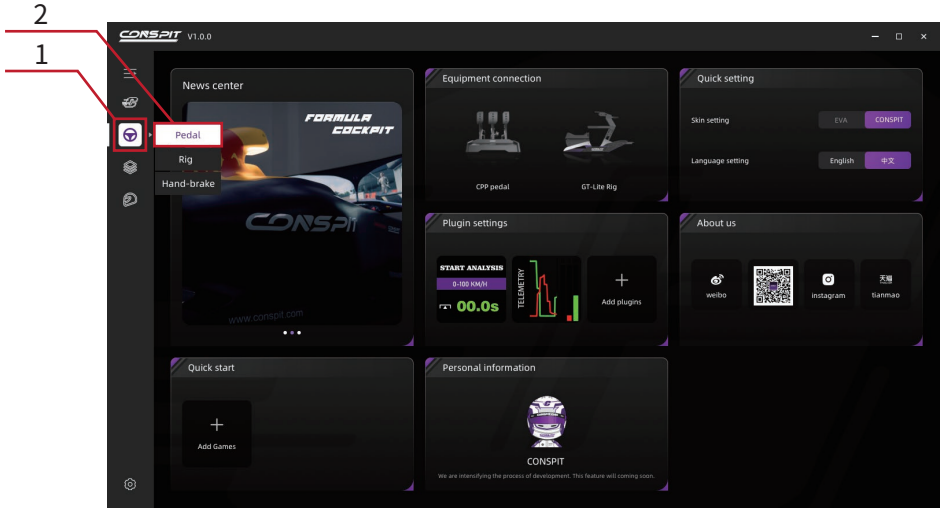 2
1
CONSPIT V1.0.0
News center
FORMULA
COCKPIT
CONSPIT
www.conspit.com
Pedal
Rig
Hand-brake
Equipment connection
CPP pedal
GT-Lite Rig
Quick setting
Skin setting
EVA
CONSPIT
Language setting
English
中文
Plugin settings
START ANALYSIS
0-100 KM/H
00.0s
TELEMETRY
Add plugins
About us
weibo
instagram
天猫
tianmao
Quick start
Add Games
Personal information
CONSPIT
We are intensifying the process of development. This feature will coming soon.